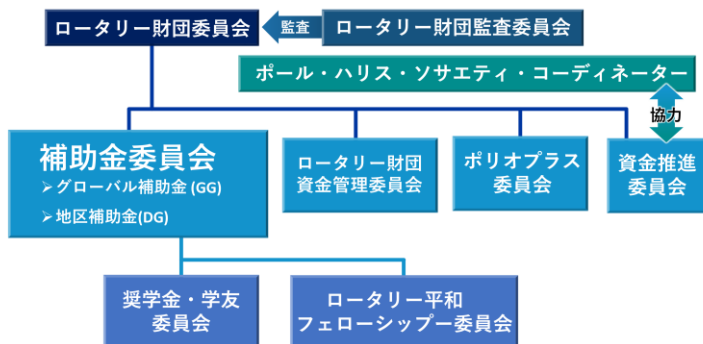 ロータリー財団委員会
監査
ロータリー財団監査委員会
ポール・ハリス・ソサエティ・コーディネーター
協力
補助金委員会
➢グローバル補助金(GG)
➢地区補助金(DG)
ロータリー財団
資金管理委員会
ポリオプラス
委員会
資金推進
委員会
奨学金・学友
委員会
ロータリー平和
フェローシップー委員会